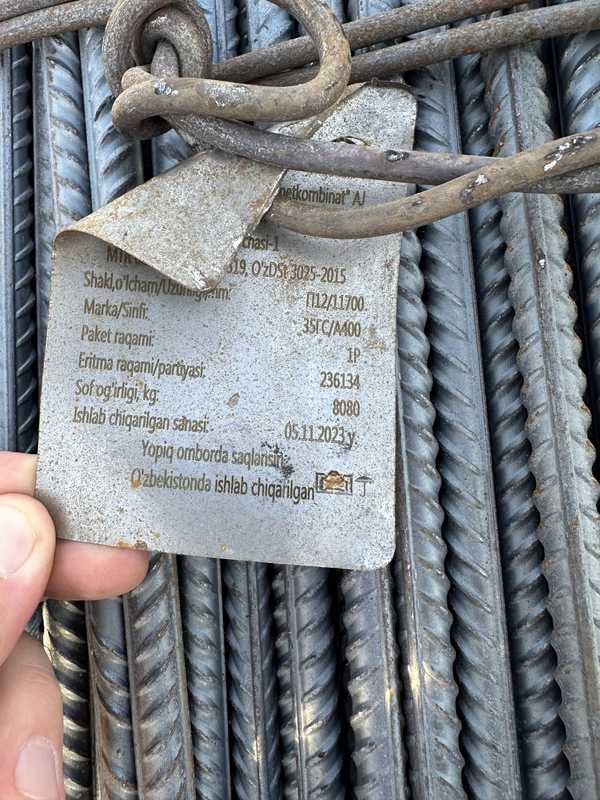 metkombinat" AJ
chasi-1
MTK 619, O'zDSt 3025-2015
Shakl,o'lcham/Uzunligi,mm: П12/11700
Marka/Sinfi: 35ГС/А400
Paket raqami: 1P
Eritma raqami/partiyasi: 236134
Sof og'irligi, kg: 8080
Ishlab chiqarilgan sanasi: 05.11.2023 y.
Yopiq omborda saqlansin
O'zbekistonda ishlab chiqarilgan